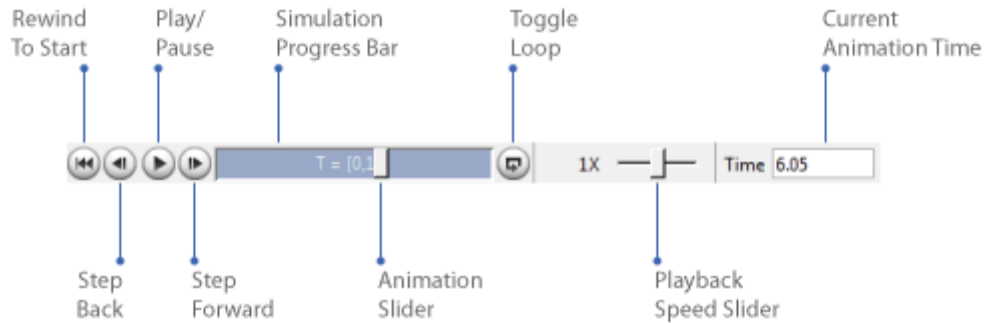 Rewind
To Start
Play/
Pause
Simulation
Progress Bar
Toggle
Loop
Current
Animation Time
T = [0,1
1X
Time 6.05
Step
Back
Step
Forward
Animation
Slider
Playback
Speed Slider